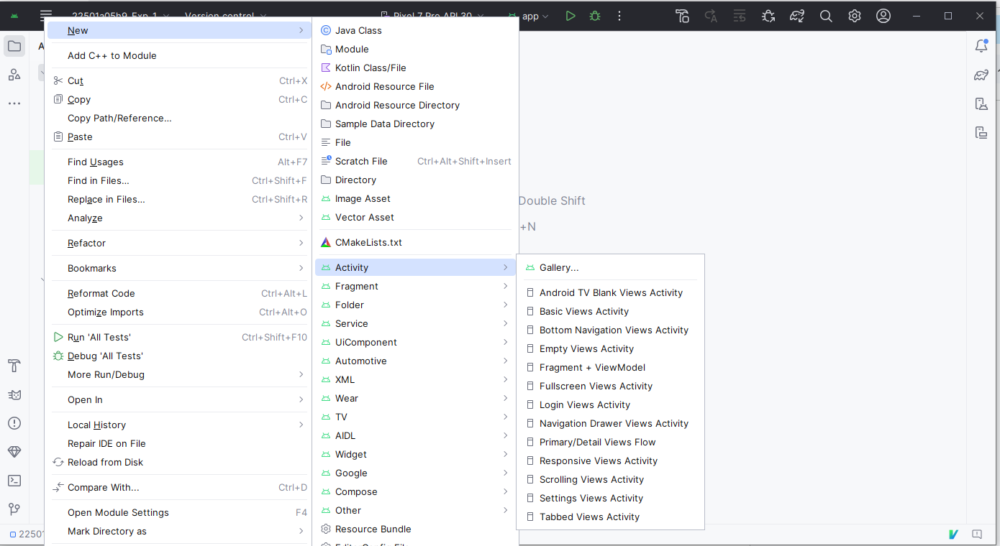 22501a05b9_Exp_1
Version control
Pixel 7 Pro API 30
app
New
Add C++ to Module
Cut Ctrl+X
Copy Ctrl+C
Copy Path/Reference...
Paste Ctrl+V
Find Usages Alt+F7
Find in Files... Ctrl+Shift+F
Replace in Files... Ctrl+Shift+R
Analyze
Refactor
Bookmarks
Reformat Code Ctrl+Alt+L
Optimize Imports Ctrl+Alt+O
Run 'All Tests' Ctrl+Shift+F10
Debug 'All Tests'
More Run/Debug
Open In
Local History
Repair IDE on File
Reload from Disk
Compare With... Ctrl+D
Open Module Settings F4
Mark Directory as
Java Class
Module
Kotlin Class/File
Android Resource File
Android Resource Directory
Sample Data Directory
File
Scratch File Ctrl+Alt+Shift+Insert
Directory
Image Asset
Vector Asset
CMakeLists.txt
Activity
Fragment
Folder
Service
UiComponent
Automotive
XML
Wear
TV
AIDL
Widget
Google
Compose
Other
Resource Bundle
Double Shift
+N
Gallery...
Android TV Blank Views Activity
Basic Views Activity
Bottom Navigation Views Activity
Empty Views Activity
Fragment + ViewModel
Fullscreen Views Activity
Login Views Activity
Navigation Drawer Views Activity
Primary/Detail Views Flow
Responsive Views Activity
Scrolling Views Activity
Settings Views Activity
Tabbed Views Activity
22501